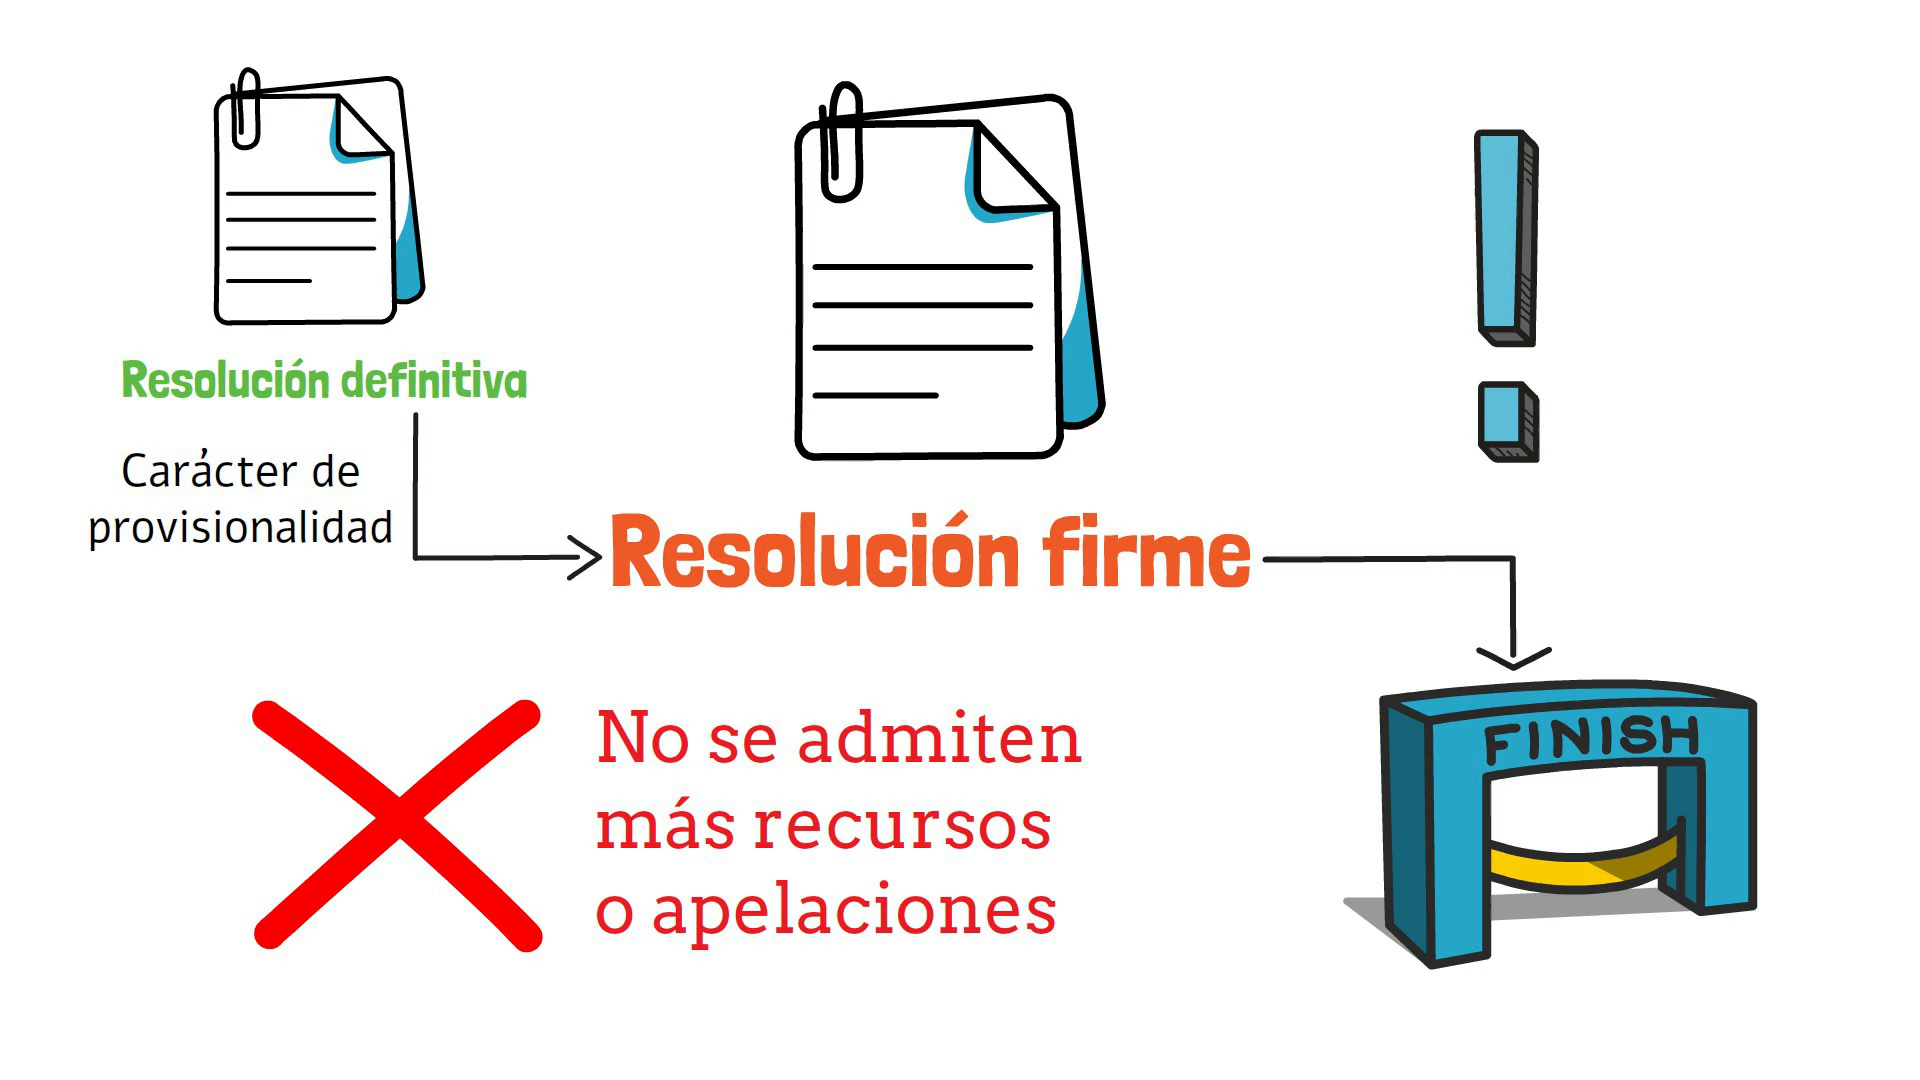 Resolución definitiva
Carácter de
provisionalidad
Resolución firme
No se admiten
más recursos
o apelaciones
FINISH